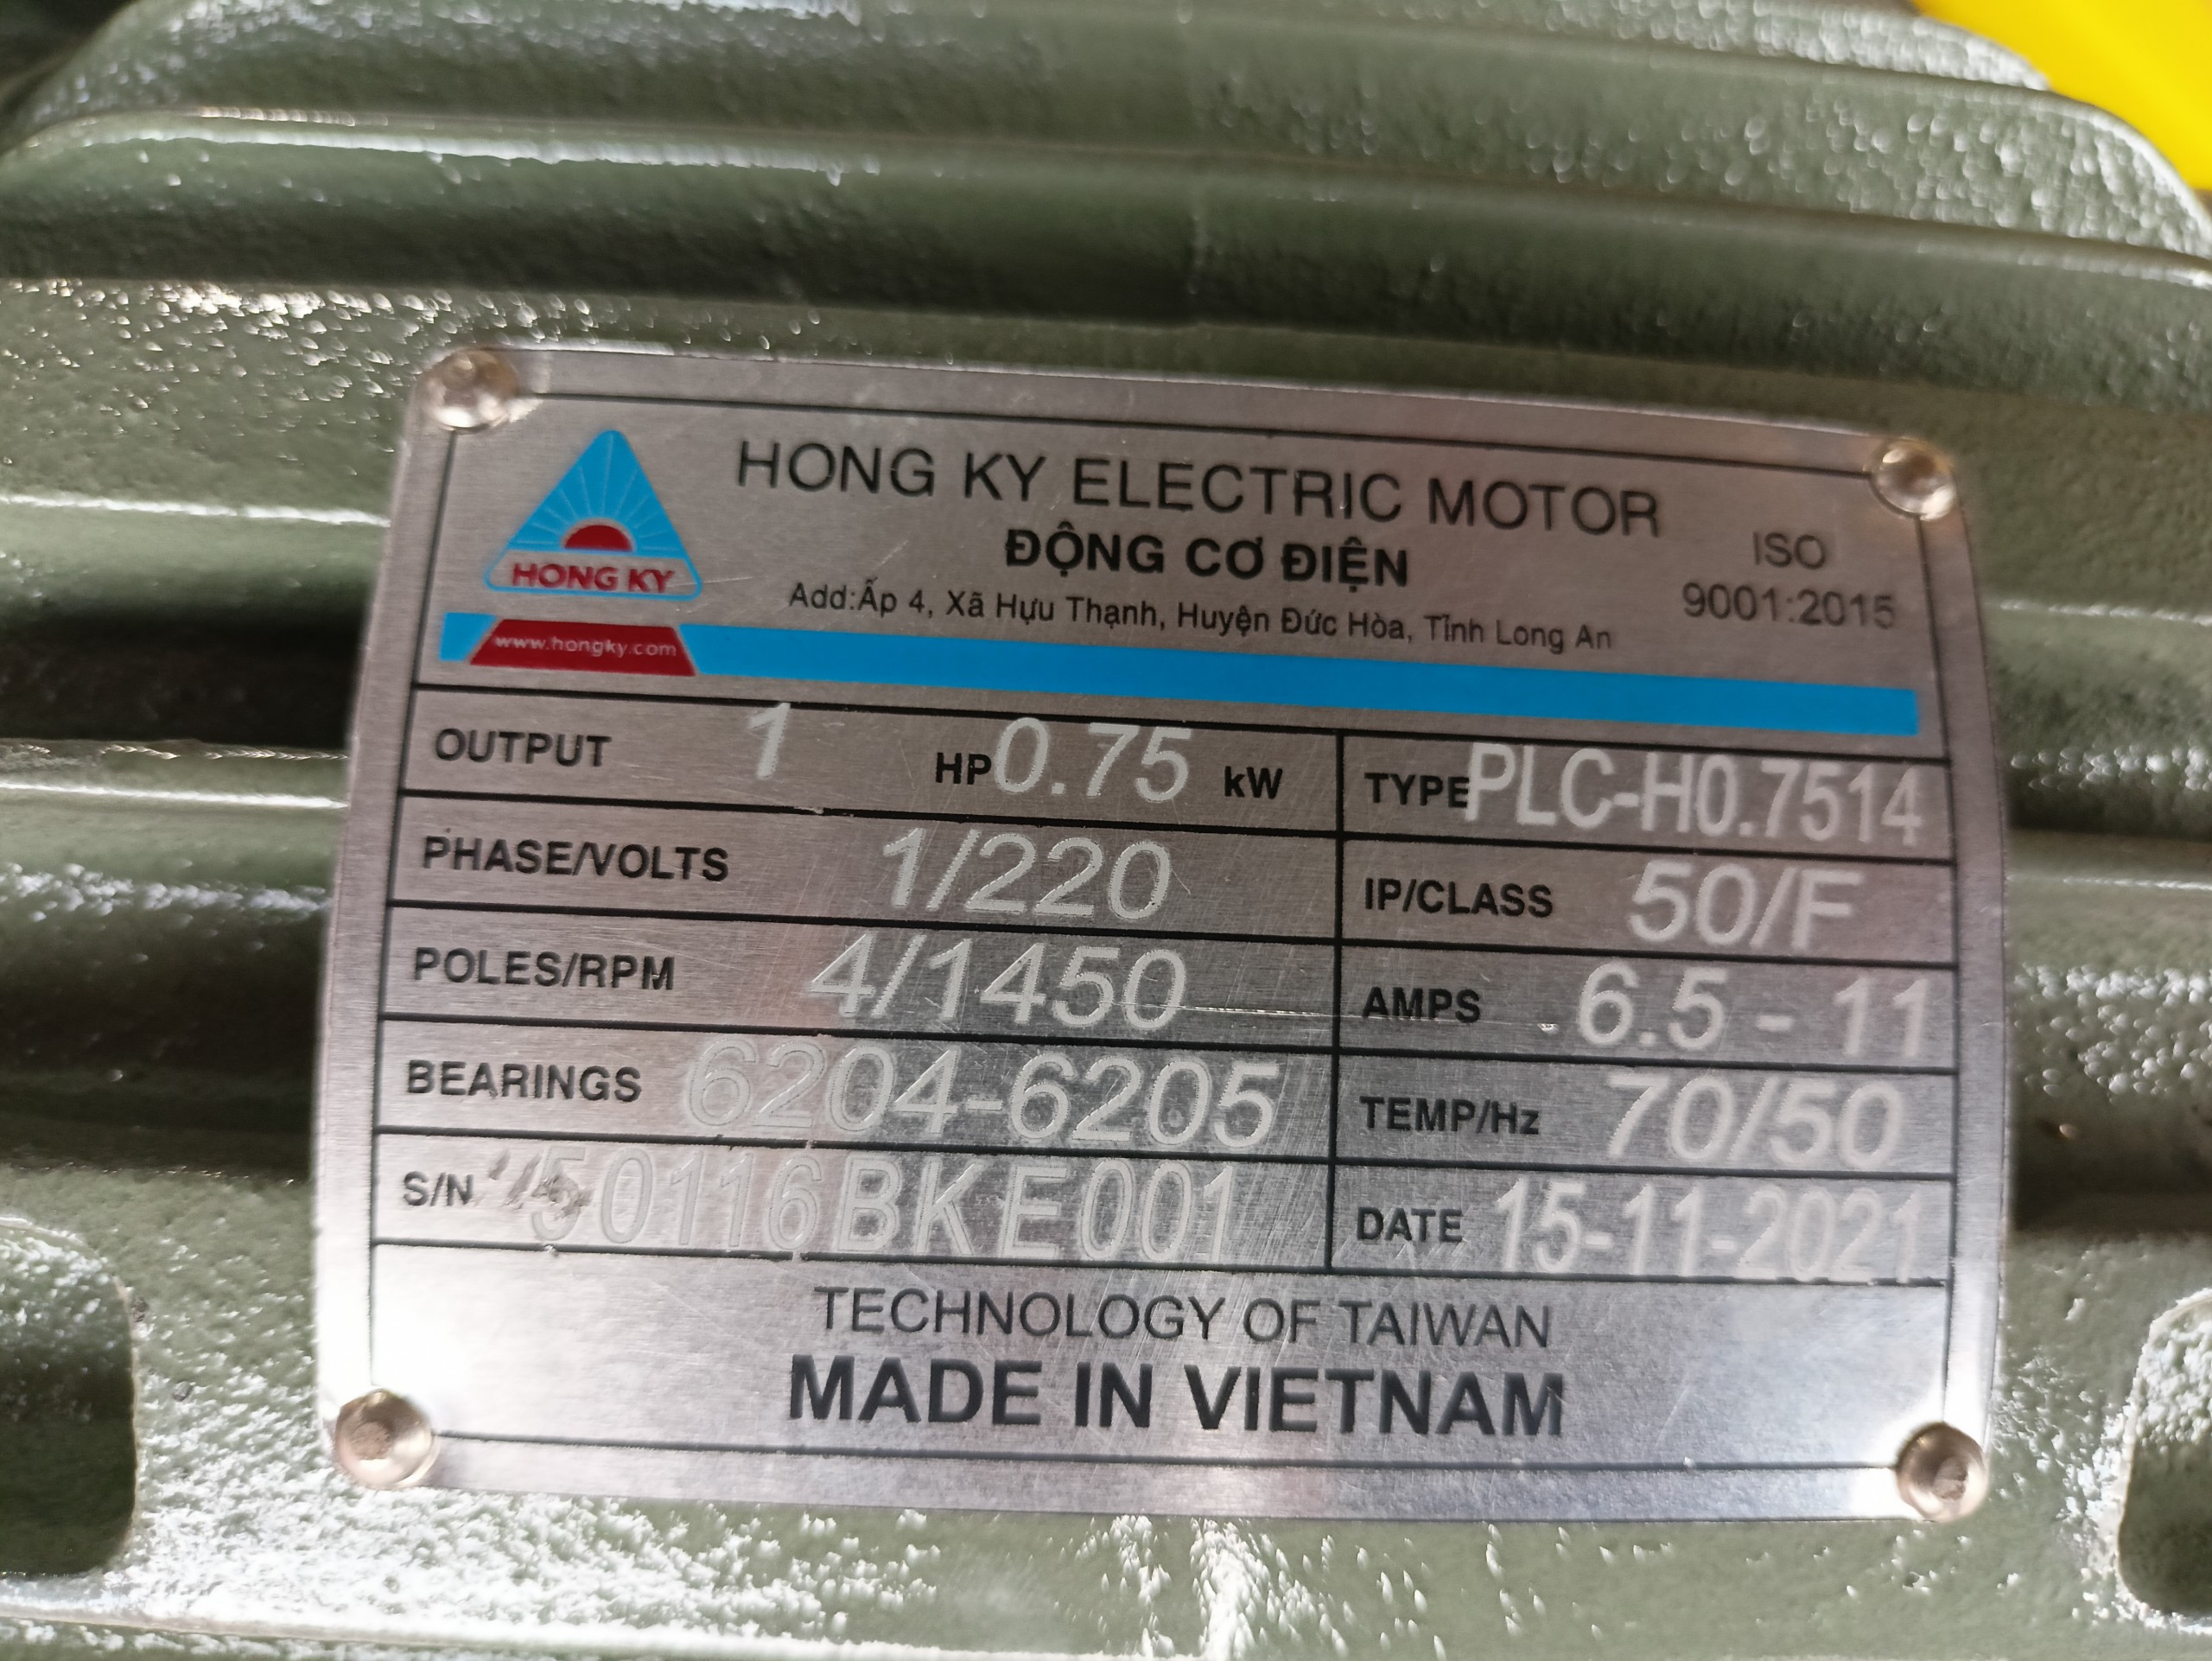 HONG KY ELECTRIC MOTOR
ĐỘNG CƠ ĐIỆN
Add:Ấp 4, Xã Hựu Thạnh, Huyện Đức Hòa, Tỉnh Long An
ISO
9001:2015
HONG KY
www.hongky.com
OUTPUT 1 HP 0.75 kW
TYPE PLC-H0.7514
PHASE/VOLTS 1/220
IP/CLASS 50/F
POLES/RPM 4/1450
AMPS 6.5 - 11
BEARINGS 6204-6205
TEMP/Hz 70/50
S/N
DATE 15-11-2021
TECHNOLOGY OF TAIWAN
MADE IN VIETNAM